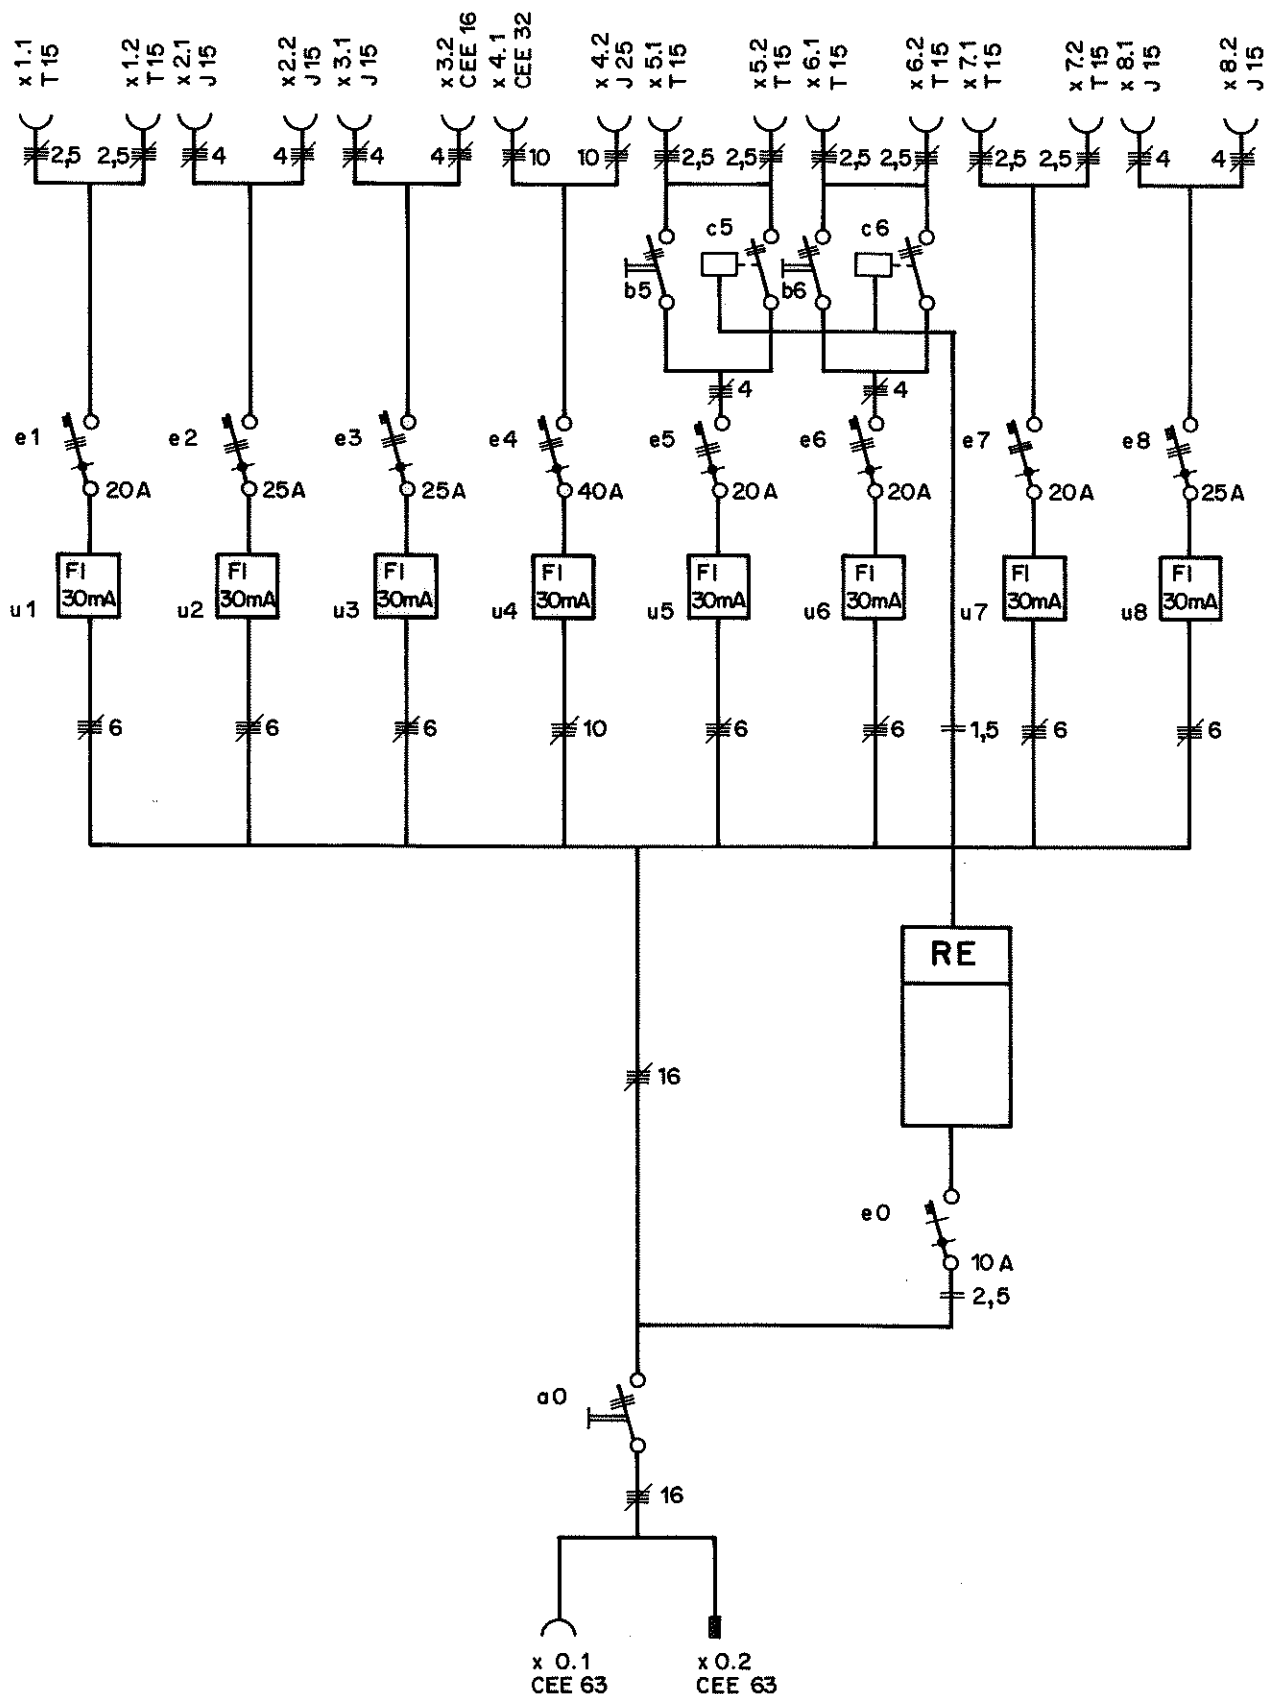 x 1.1
T 15
x 1.2
T 15
x 2.1
J 15
x 2.2
J 15
x 3.1
J 15
x 3.2
CEE 16
x 4.1
CEE 32
x 4.2
J 25
x 5.1
T 15
x 5.2
T 15
x 6.1
T 15
x 6.2
T 15
x 7.1
T 15
x 7.2
T 15
x 8.1
J 15
x 8.2
J 15
2,5 2,5 4 4 4 4 10 10 2,5 2,5 2,5 2,5 2,5 2,5 4 4
c5 c6
b5 b6
4 4
e1 e2 e3 e4 e5 e6 e7 e8
20A 25A 25A 40A 20A 20A 20A 25A
FI FI FI FI FI FI FI FI
30mA 30mA 30mA 30mA 30mA 30mA 30mA 30mA
u1 u2 u3 u4 u5 u6 u7 u8
6 6 6 10 6 6 1,5 6 6
RE
16
e0
10 A
2,5
a0
16
x 0.1
CEE 63
x 0.2
CEE 63